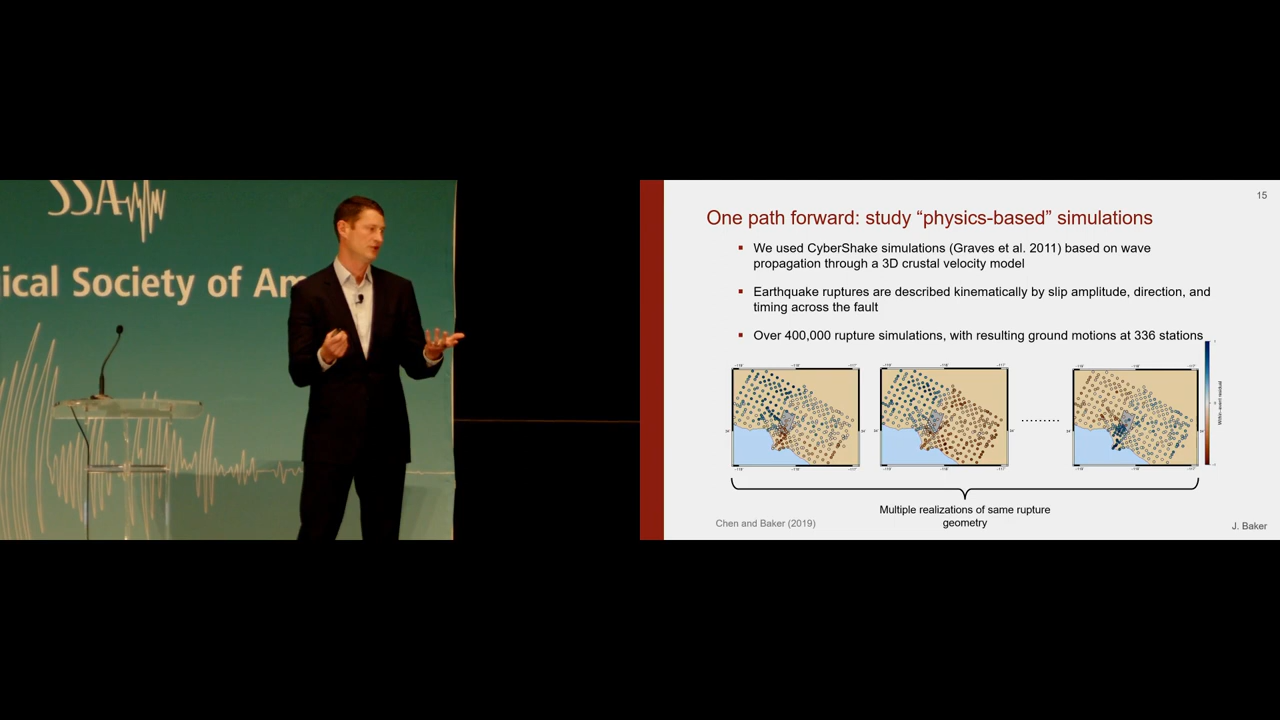 SSA
ical Society of Am
15
One path forward: study “physics-based” simulations
▪ We used CyberShake simulations (Graves et al. 2011) based on wave
propagation through a 3D crustal velocity model
▪ Earthquake ruptures are described kinematically by slip amplitude, direction, and
timing across the fault
▪ Over 400,000 rupture simulations, with resulting ground motions at 336 stations
Within-event residual
.........
Multiple realizations of same rupture
geometry
Chen and Baker (2019)
J. Baker